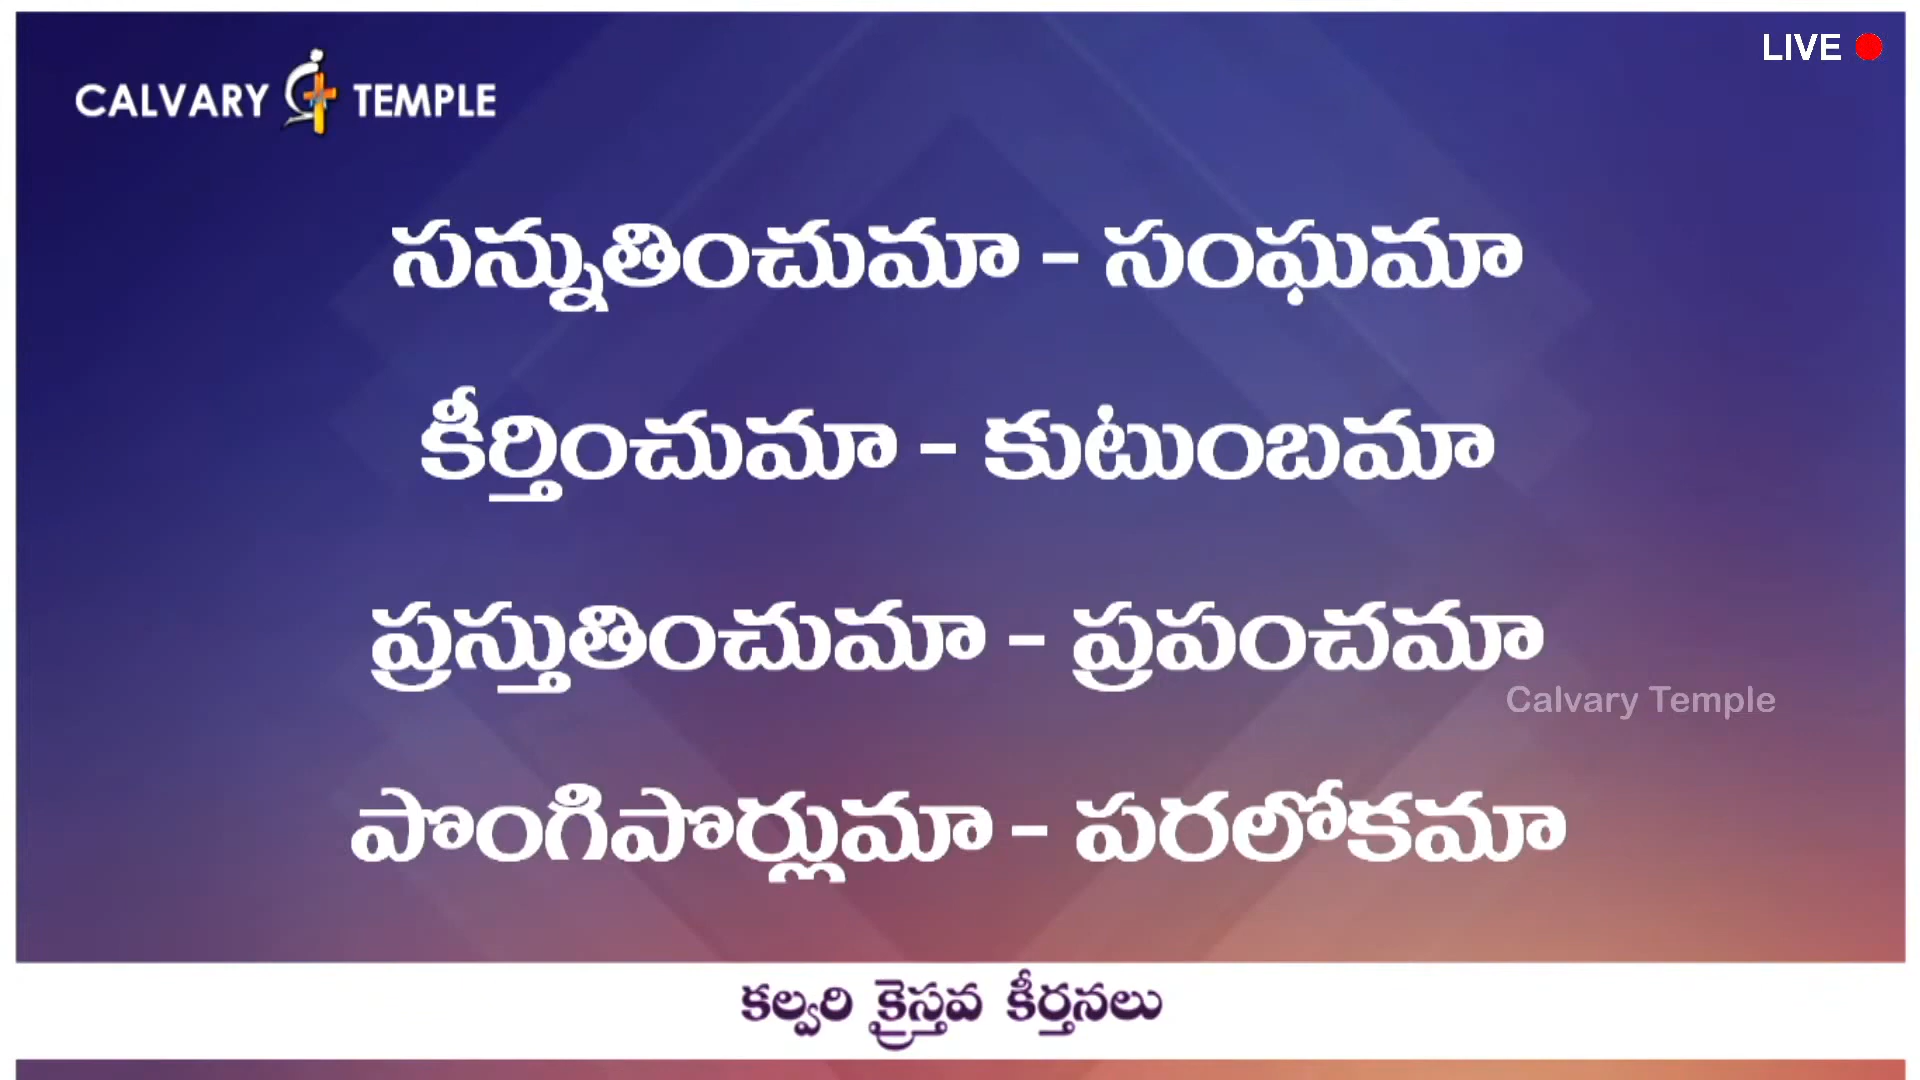 LIVE
CALVARY TEMPLE
సన్నుతించుమా - సంఘమా
కీర్తించుమా - కుటుంబమా
ప్రస్తుతించుమా - ప్రపంచమా
Calvary Temple
పొంగిపొర్లుమా - పరలోకమా
కల్వరి క్రైస్తవ కీర్తనలు